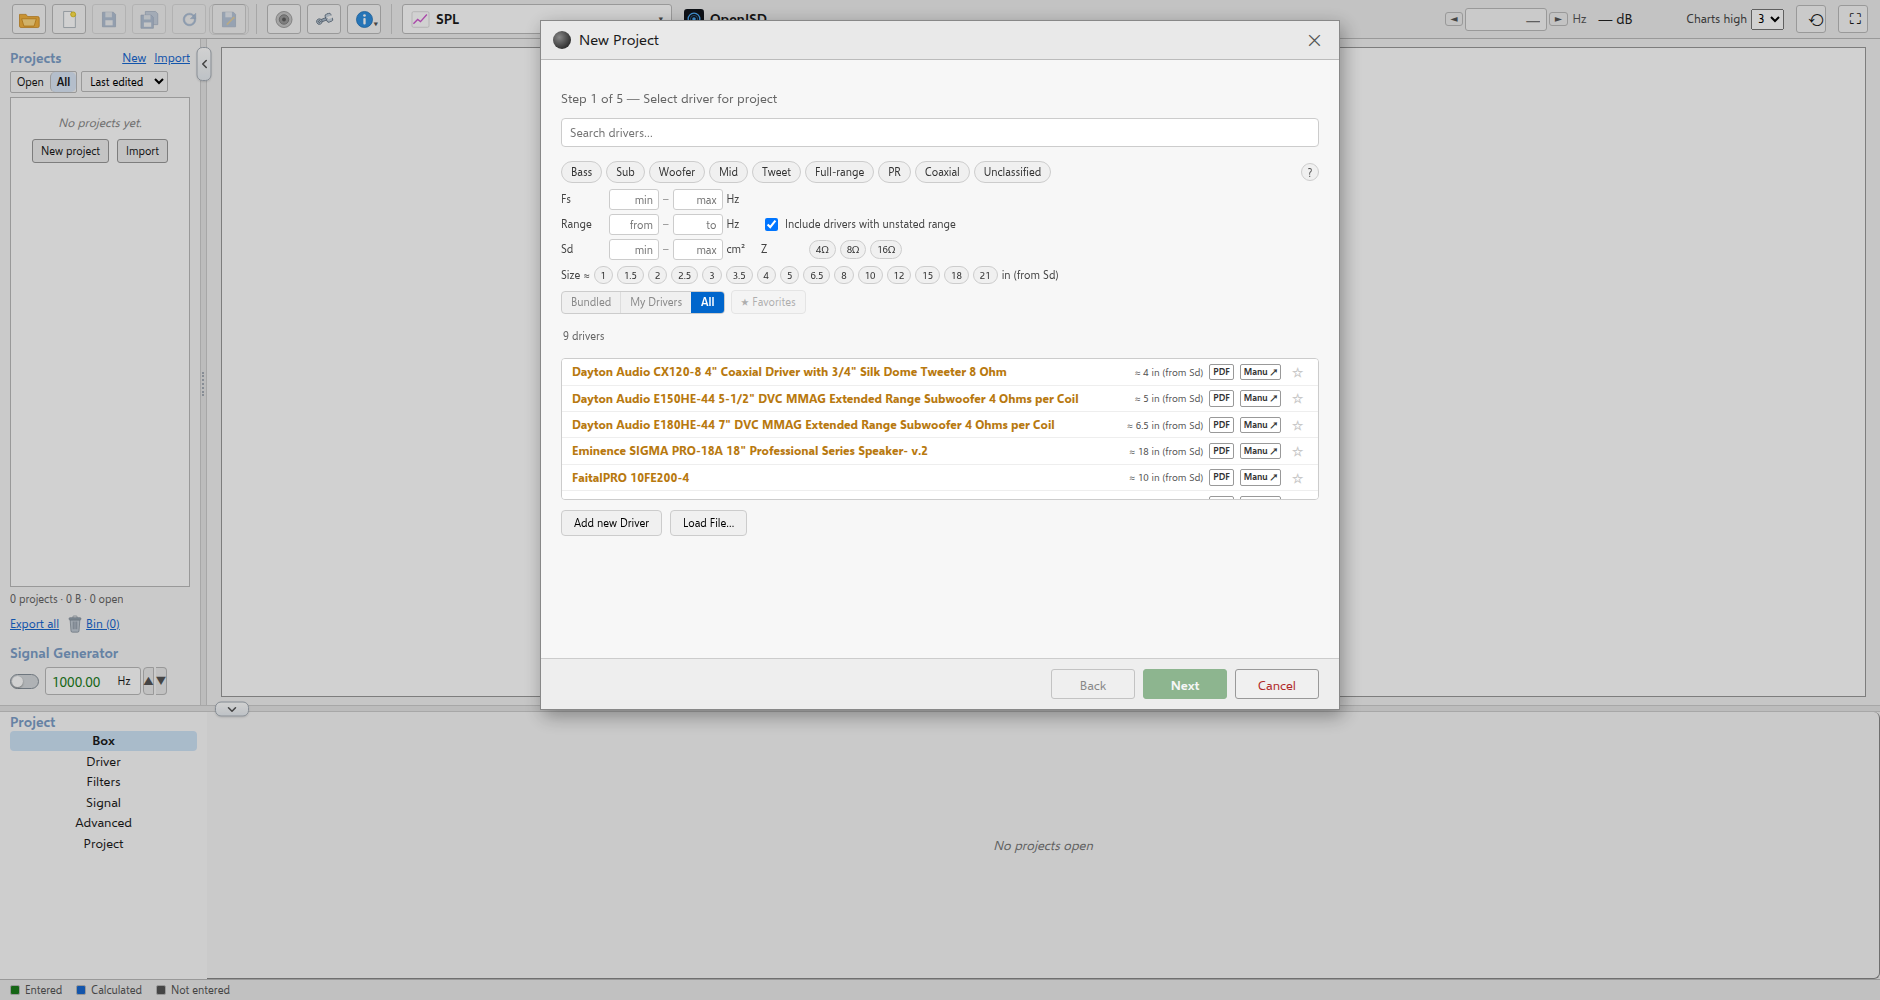 SPL
OpenISD
—
Hz
— dB
Charts high
3
Projects
New
Import
Open
All
Last edited
No projects yet.
New project
Import
0 projects · 0 B · 0 open
Export all
Bin (0)
Signal Generator
1000.00
Hz
Project
Box
Driver
Filters
Signal
Advanced
Project
No projects open
Entered
Calculated
Not entered
New Project
Step 1 of 5 — Select driver for project
Search drivers...
Bass
Sub
Woofer
Mid
Tweet
Full-range
PR
Coaxial
Unclassified
?
Fs
min
–
max
Hz
Range
from
–
to
Hz
Include drivers with unstated range
Sd
min
–
max
cm²
Z
4Ω
8Ω
16Ω
Size ≈
1
1.5
2
2.5
3
3.5
4
5
6.5
8
10
12
15
18
21
in (from Sd)
Bundled
My Drivers
All
★ Favorites
9 drivers
Dayton Audio CX120-8 4" Coaxial Driver with 3/4" Silk Dome Tweeter 8 Ohm
≈ 4 in (from Sd)
PDF
Manu ↗
Dayton Audio E150HE-44 5-1/2" DVC MMAG Extended Range Subwoofer 4 Ohms per Coil
≈ 5 in (from Sd)
PDF
Manu ↗
Dayton Audio E180HE-44 7" DVC MMAG Extended Range Subwoofer 4 Ohms per Coil
≈ 6.5 in (from Sd)
PDF
Manu ↗
Eminence SIGMA PRO-18A 18" Professional Series Speaker- v.2
≈ 18 in (from Sd)
PDF
Manu ↗
FaitalPRO 10FE200-4
≈ 10 in (from Sd)
PDF
Manu ↗
Add new Driver
Load File...
Back
Next
Cancel